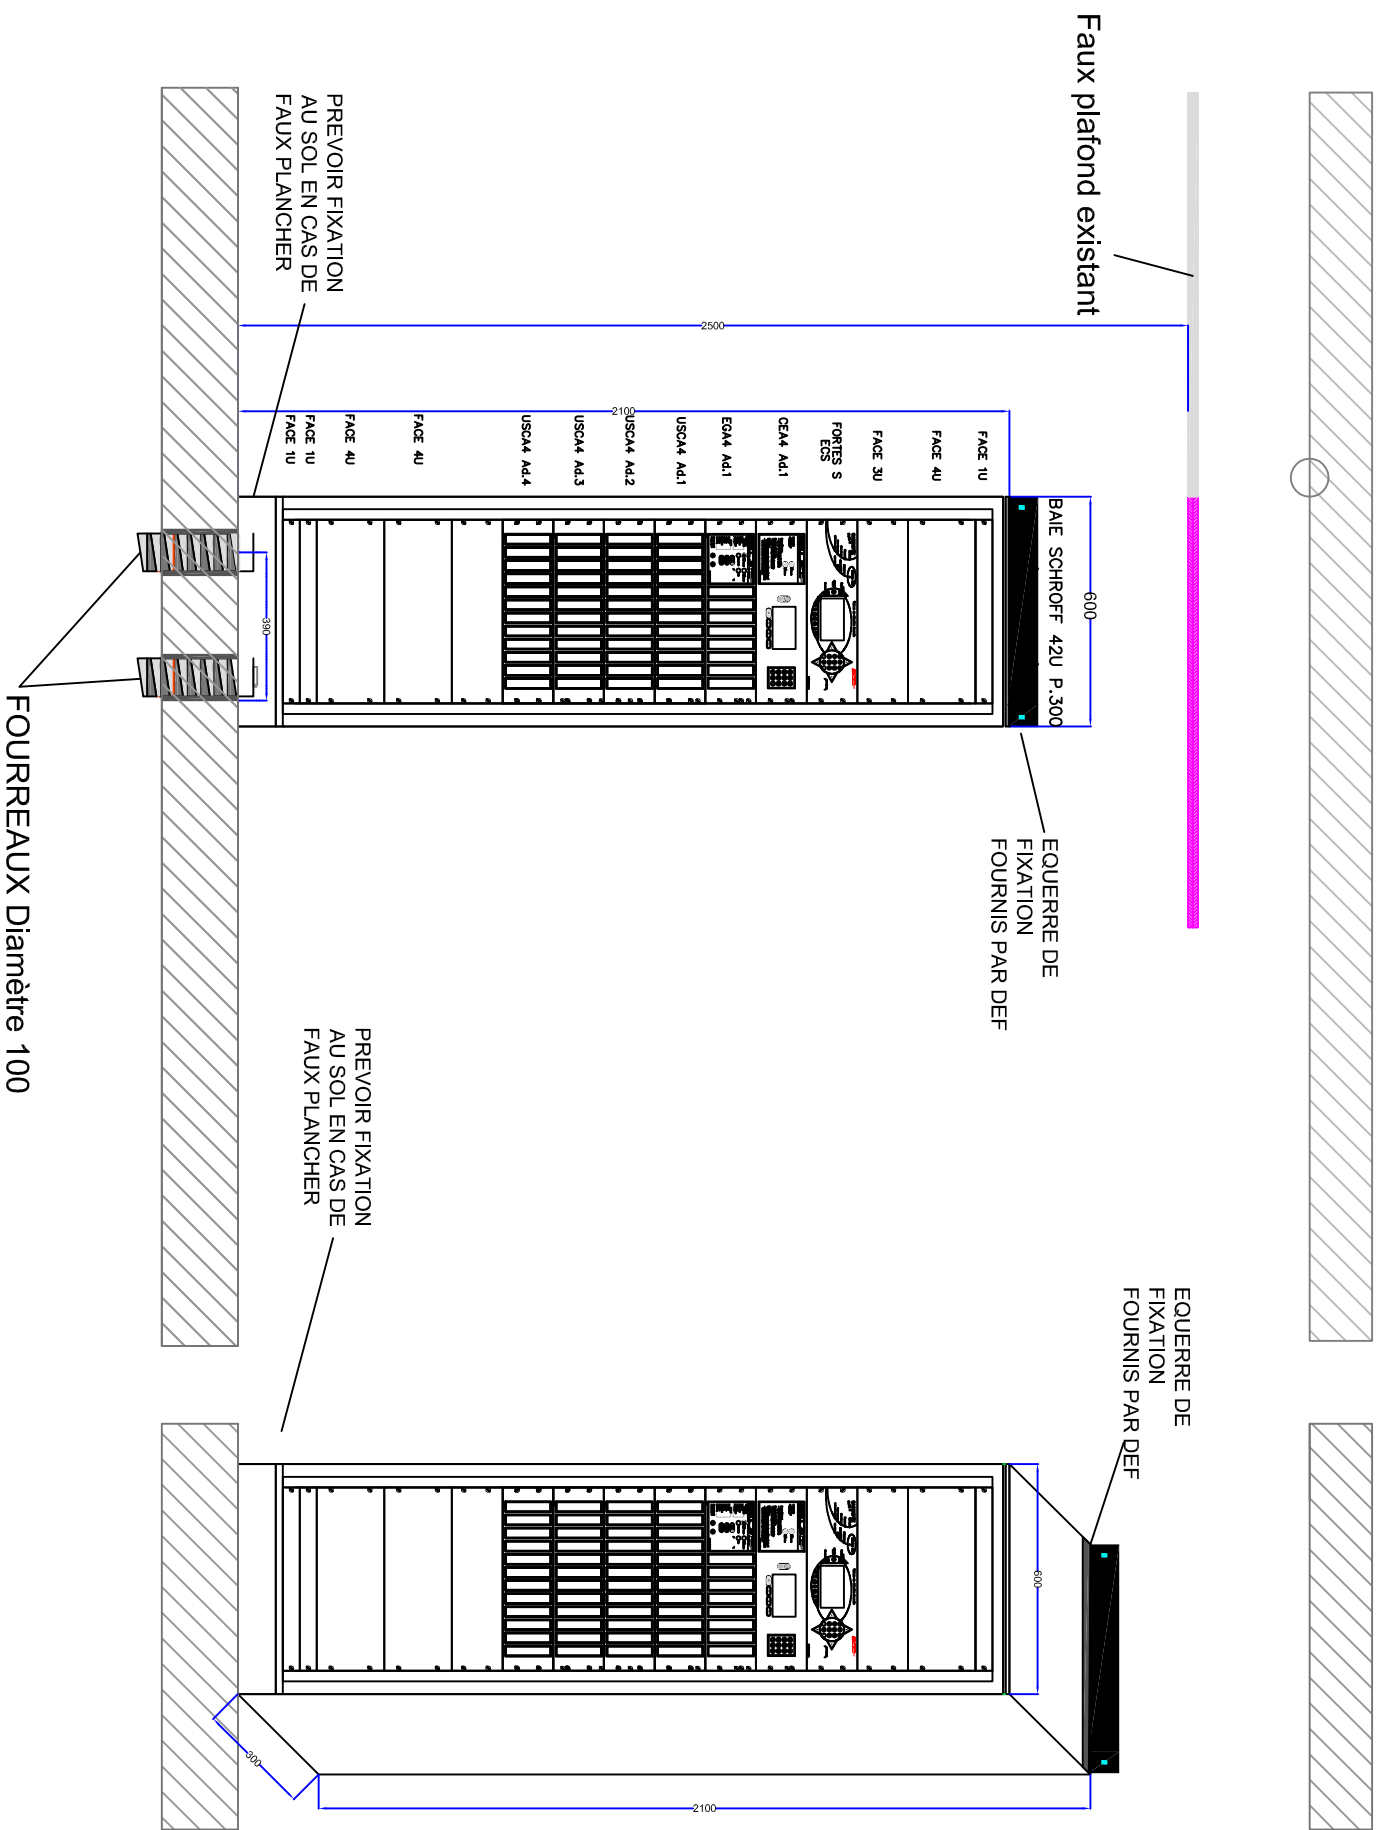 Faux plafond existant
EQUERRE DE
FIXATION
FOURNIS PAR DEF
600
BAIE SCHROFF 42U P.300
EQUERRE DE
FIXATION
FOURNIS PAR DEF
600
2500
2100
FACE 1U
FACE 4U
FACE 3U
FORTES S
ECS
CEA4 Ad.1
EGA4 Ad.1
USCA4 Ad.1
USCA4 Ad.2
USCA4 Ad.3
USCA4 Ad.4
FACE 4U
FACE 4U
FACE 1U
FACE 1U
PREVOIR FIXATION
AU SOL EN CAS DE
FAUX PLANCHER
PREVOIR FIXATION
AU SOL EN CAS DE
FAUX PLANCHER
390
300
2100
FOURREAUX Diamètre 100